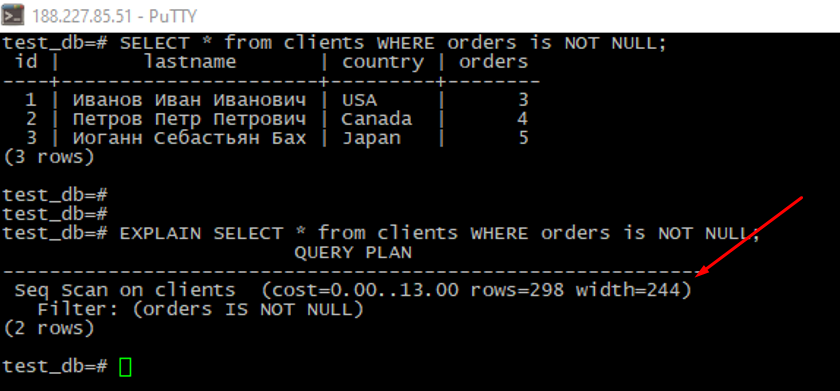 188.227.85.51 - PuTTY
test_db=# SELECT * from clients WHERE orders is NOT NULL;
 id |       lastname       | country | orders
----+----------------------+---------+--------
  1 | Иванов Иван Иванович | USA     |      3
  2 | Петров Петр Петрович | Canada  |      4
  3 | Иоганн Себастьян Бах | Japan   |      5
(3 rows)
test_db=#
test_db=#
test_db=# EXPLAIN SELECT * from clients WHERE orders is NOT NULL;
                        QUERY PLAN
-----------------------------------------------------------
 Seq Scan on clients  (cost=0.00..13.00 rows=298 width=244)
   Filter: (orders IS NOT NULL)
(2 rows)
test_db=#